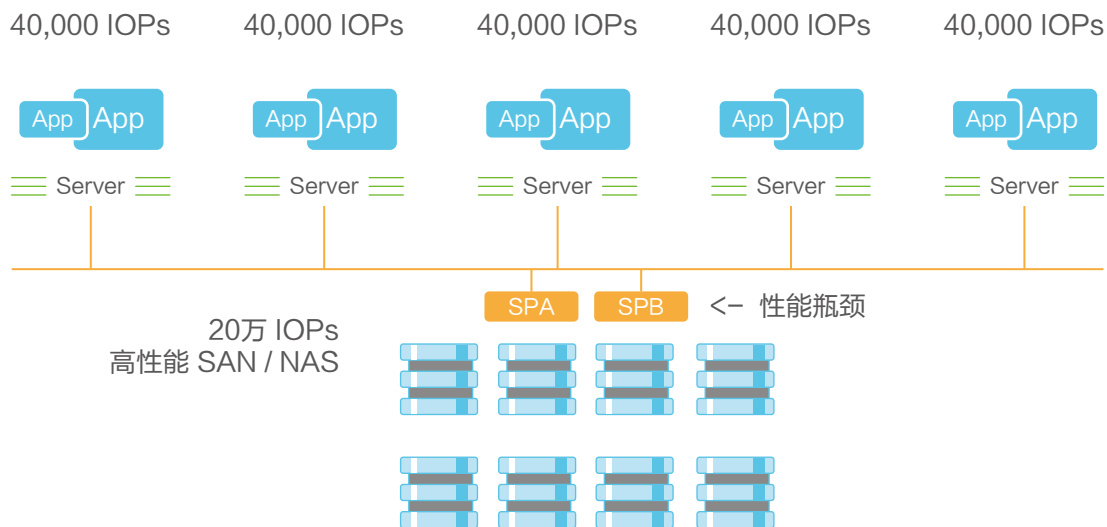 40,000 IOPs 40,000 IOPs 40,000 IOPs 40,000 IOPs 40,000 IOPs
App App App App App App App App App App
Server Server Server Server Server
SPA SPB <- 性能瓶颈
20万 IOPs
高性能 SAN / NAS